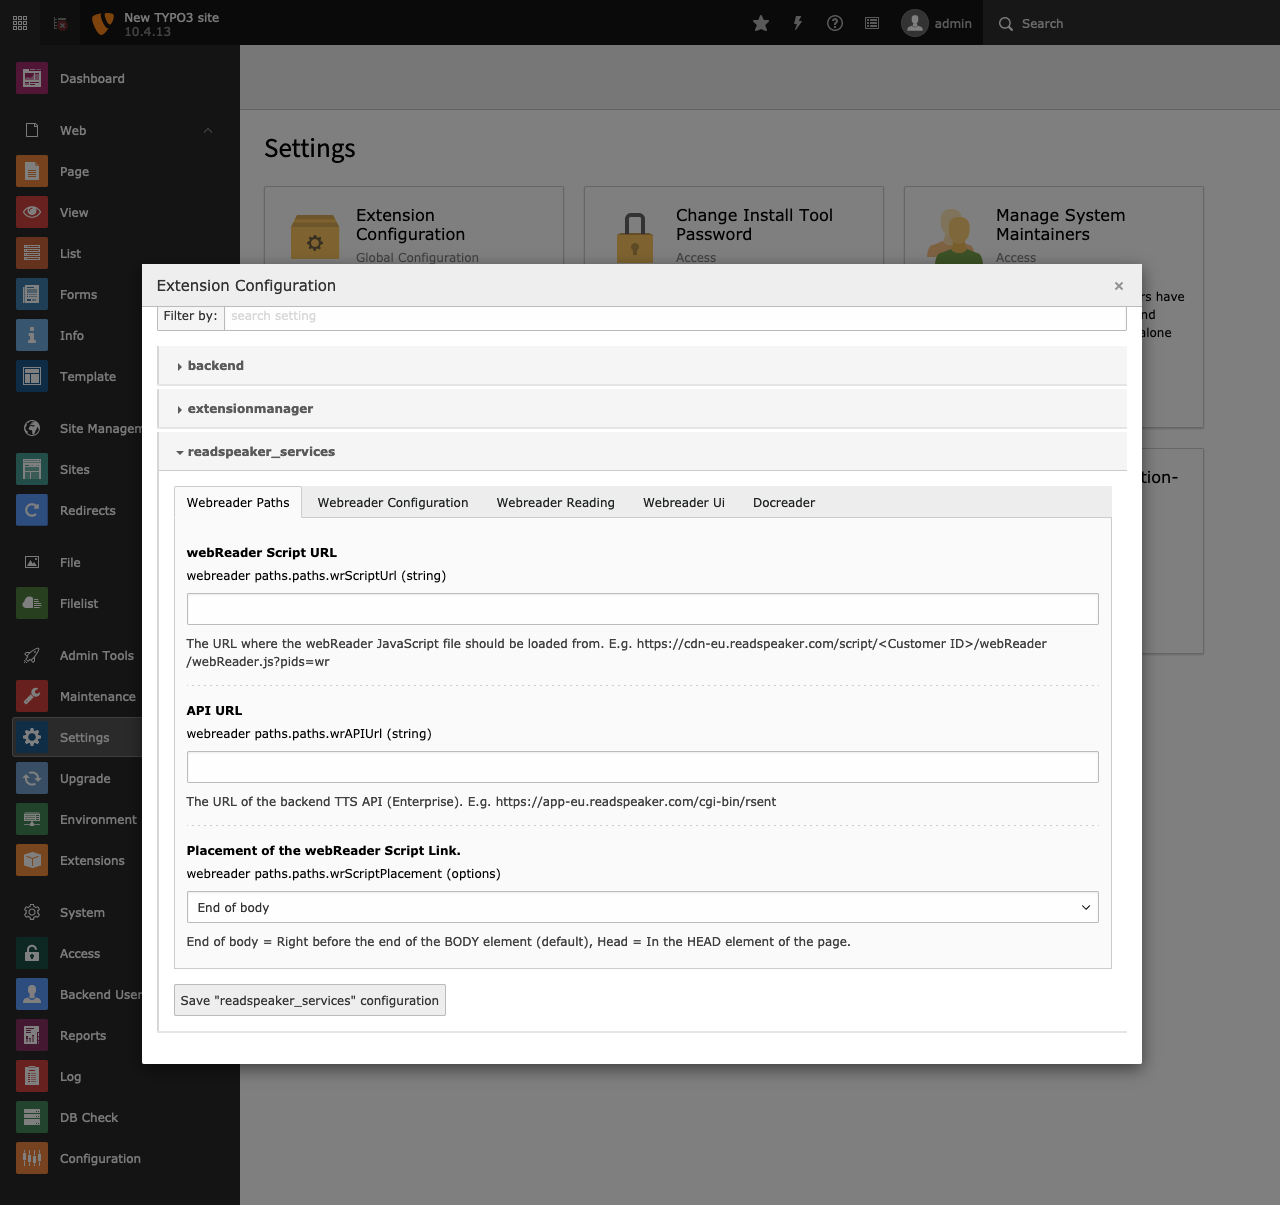 New TYPO3 site
10.4.13
admin
Search
Dashboard
Web
Page
View
List
Forms
Info
Template
Site Managem
Sites
Redirects
File
Filelist
Admin Tools
Maintenance
Settings
Upgrade
Environment
Extensions
System
Access
Backend User
Reports
Log
DB Check
Configuration
Settings
Extension
Configuration
Global Configuration
Change Install Tool
Password
Access
Manage System
Maintainers
Access
rs have
nd
alone
tion-
Extension Configuration
×
Filter by:
search setting
backend
extensionmanager
readspeaker_services
Webreader Paths
Webreader Configuration
Webreader Reading
Webreader Ui
Docreader
webReader Script URL
webreader paths.paths.wrScriptUrl (string)
The URL where the webReader JavaScript file should be loaded from. E.g. https://cdn-eu.readspeaker.com/script/<Customer ID>/webReader
/webReader.js?pids=wr
API URL
webreader paths.paths.wrAPIUrl (string)
The URL of the backend TTS API (Enterprise). E.g. https://app-eu.readspeaker.com/cgi-bin/rsent
Placement of the webReader Script Link.
webreader paths.paths.wrScriptPlacement (options)
End of body
End of body = Right before the end of the BODY element (default), Head = In the HEAD element of the page.
Save "readspeaker_services" configuration